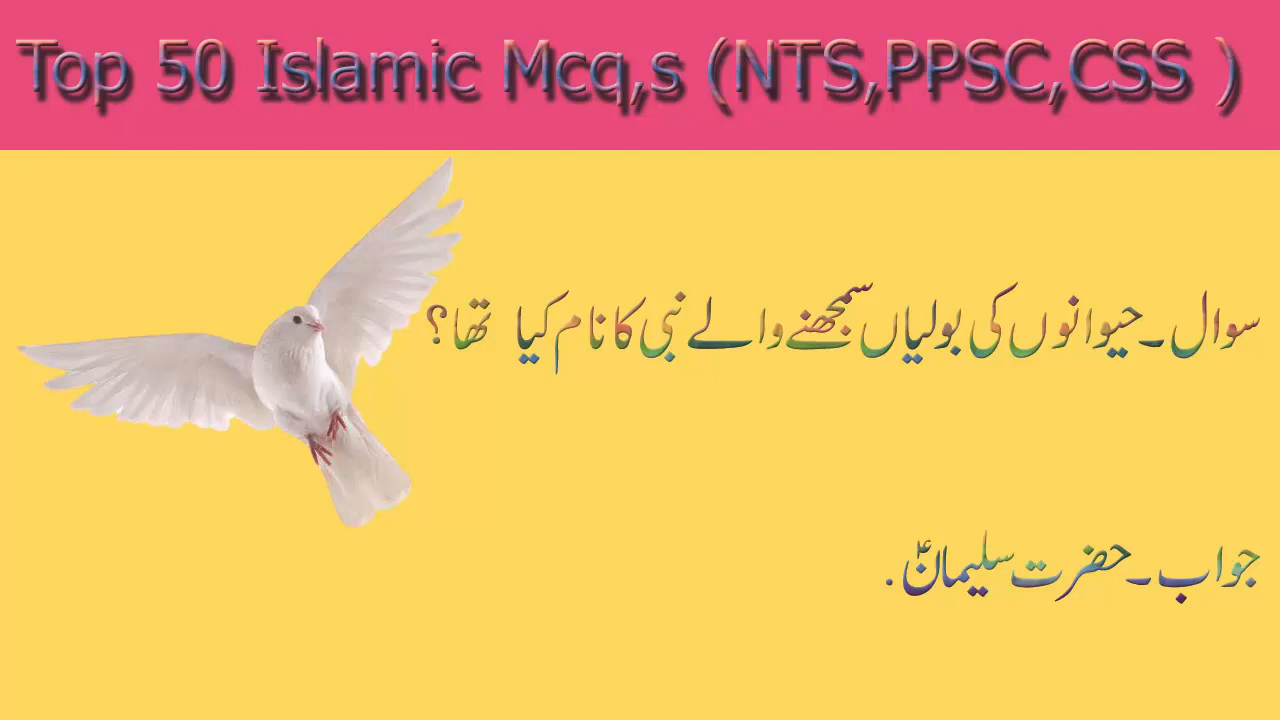 Top 50 Islamic Mcq,s (NTS,PPSC,CSS )
سوال۔حیوانوں کی بولیاں سمجھنے والے نبی کا نام کیا تھا؟
جواب۔حضرت سلیمانؑ.